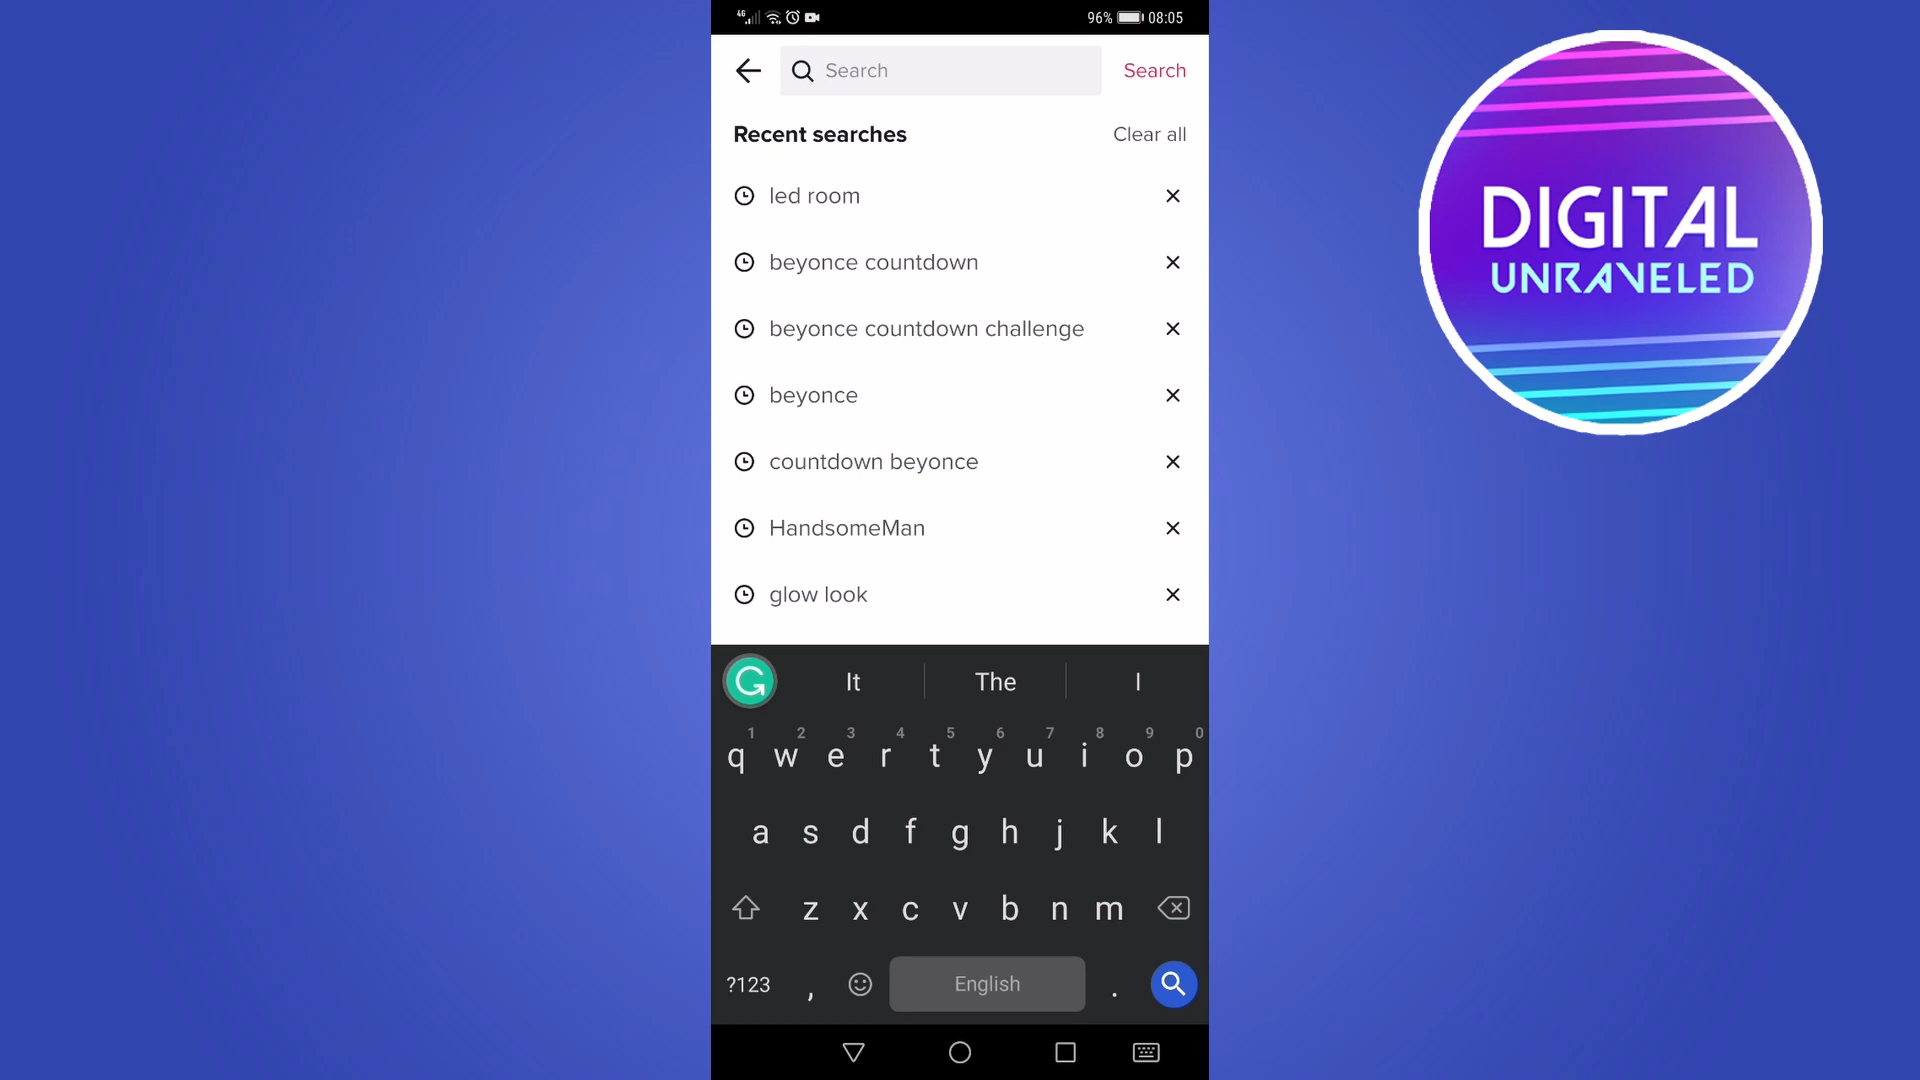 4G 96% 08:05
Search Search
Recent searches Clear all
led room
beyonce countdown
beyonce countdown challenge
beyonce
countdown beyonce
HandsomeMan
glow look
It The I
1 2 3 4 5 6 7 8 9 0
q w e r t y u i o p
a s d f g h j k l
z x c v b n m
?123 , English .
DIGITAL
UNRAVELED